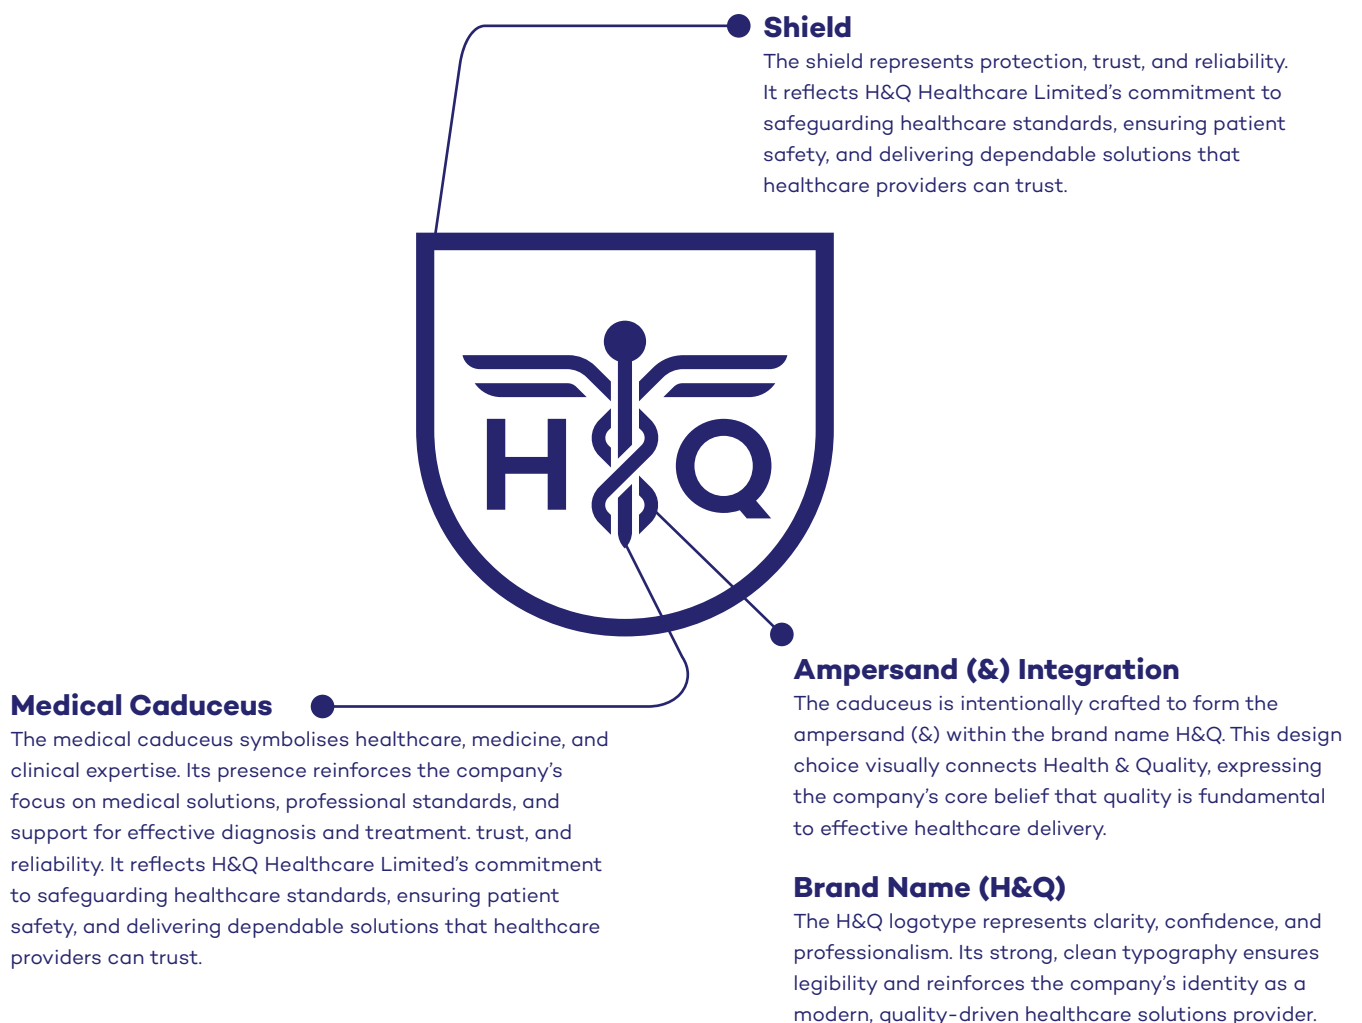 Shield
The shield represents protection, trust, and reliability.
It reflects H&Q Healthcare Limited’s commitment to
safeguarding healthcare standards, ensuring patient
safety, and delivering dependable solutions that
healthcare providers can trust.
H Q
Medical Caduceus
The medical caduceus symbolises healthcare, medicine, and
clinical expertise. Its presence reinforces the company’s
focus on medical solutions, professional standards, and
support for effective diagnosis and treatment. trust, and
reliability. It reflects H&Q Healthcare Limited’s commitment
to safeguarding healthcare standards, ensuring patient
safety, and delivering dependable solutions that healthcare
providers can trust.
Ampersand (&) Integration
The caduceus is intentionally crafted to form the
ampersand (&) within the brand name H&Q. This design
choice visually connects Health & Quality, expressing
the company’s core belief that quality is fundamental
to effective healthcare delivery.
Brand Name (H&Q)
The H&Q logotype represents clarity, confidence, and
professionalism. Its strong, clean typography ensures
legibility and reinforces the company’s identity as a
modern, quality-driven healthcare solutions provider.